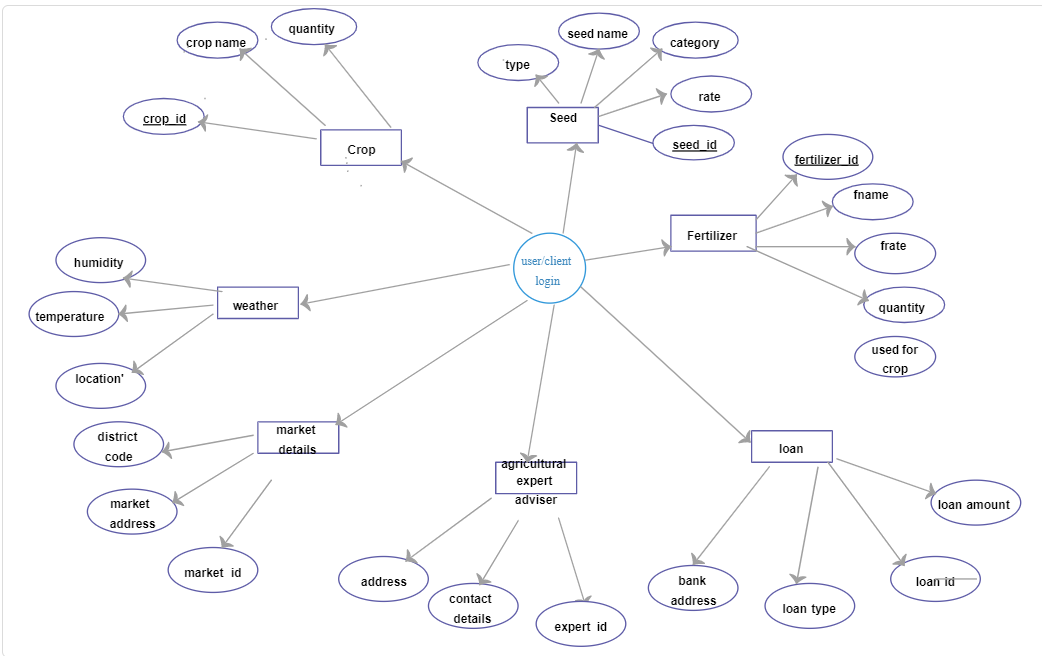 quantity
crop name
crop_id
Crop
seed name
category
type
rate
Seed
seed_id
fertilizer_id
fname
Fertilizer
frate
quantity
used for
crop
user/client
login
humidity
weather
temperature
location'
market
details
district
code
market
address
market id
agricultural
expert
adviser
address
contact
details
expert id
loan
loan amount
loan id
bank
address
loan type